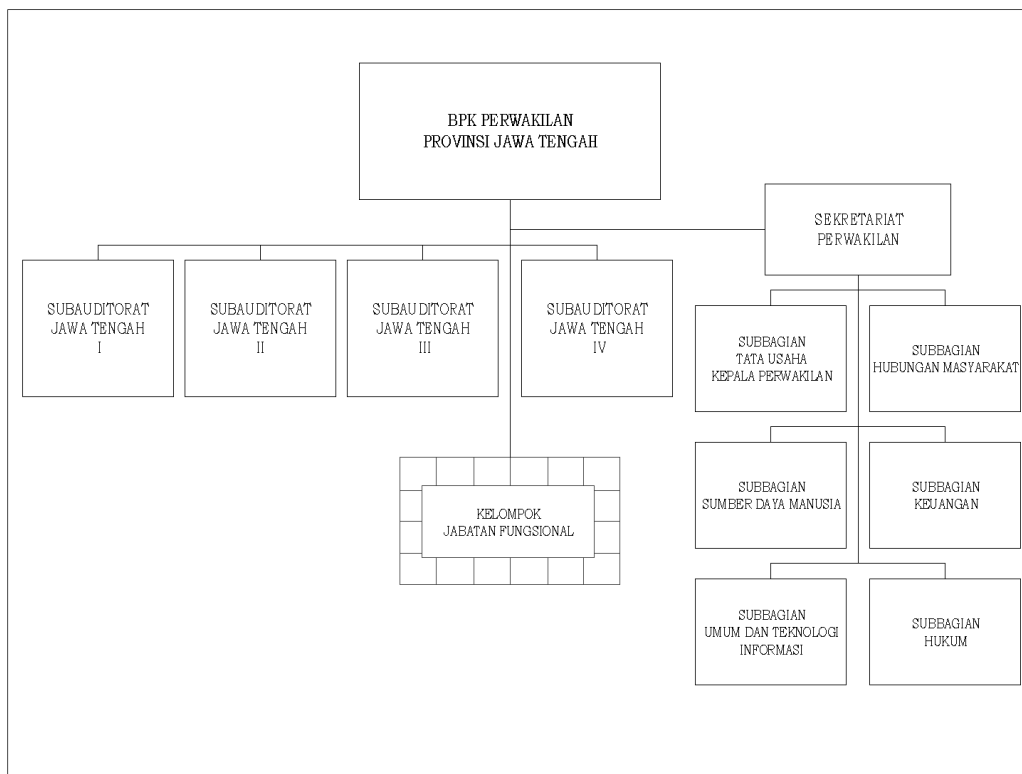 BPK PERWAKILAN
PROVINSI JAWA TENGAH
SEKRETARIAT
PERWAKILAN
SUBAUDITORAT
JAWA TENGAH
I
SUBAUDITORAT
JAWA TENGAH
II
SUBAUDITORAT
JAWA TENGAH
III
SUBAUDITORAT
JAWA TENGAH
IV
SUBBAGIAN
TATA USAHA
KEPALA PERWAKILAN
SUBBAGIAN
HUBUNGAN MASYARAKAT
KELOMPOK
JABATAN FUNGSIONAL
SUBBAGIAN
SUMBER DAYA MANUSIA
SUBBAGIAN
KEUANGAN
SUBBAGIAN
UMUM DAN TEKNOLOGI
INFORMASI
SUBBAGIAN
HUKUM